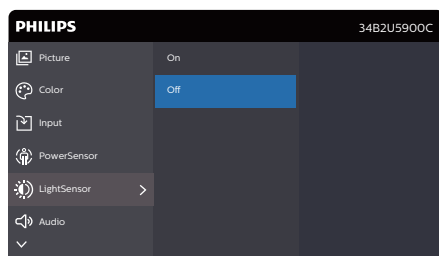 PHILIPS 34B2U5900C
Picture On
Color Off
Input
PowerSensor
LightSensor
Audio